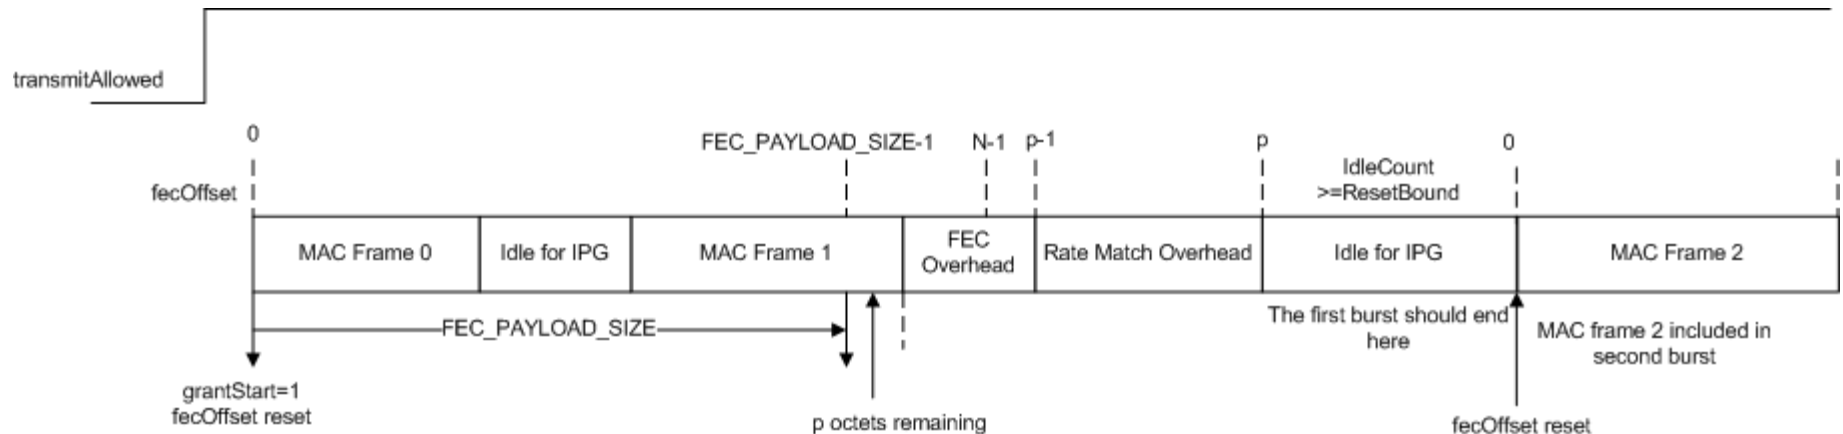 transmitAllowed
0
FEC_PAYLOAD_SIZE-1
N-1
p-1
p
0
IdleCount
>=ResetBound
fecOffset
MAC Frame 0
Idle for IPG
MAC Frame 1
FEC
Overhead
Rate Match Overhead
Idle for IPG
MAC Frame 2
FEC_PAYLOAD_SIZE
The first burst should end
here
MAC frame 2 included in
second burst
grantStart=1
fecOffset reset
p octets remaining
fecOffset reset